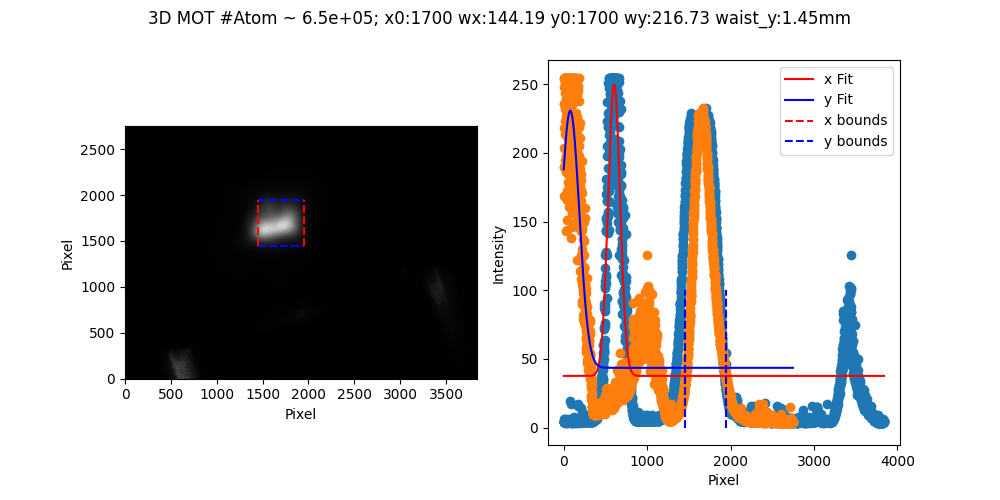 3D MOT #Atom ~ 6.5e+05; x0:1700 wx:144.19 y0:1700 wy:216.73 waist_y:1.45mm
2500
2000
1500
1000
500
0
Pixel
0 500 1000 1500 2000 2500 3000 3500
Pixel
250
200
150
100
50
0
Intensity
x Fit
y Fit
x bounds
y bounds
0 1000 2000 3000 4000
Pixel